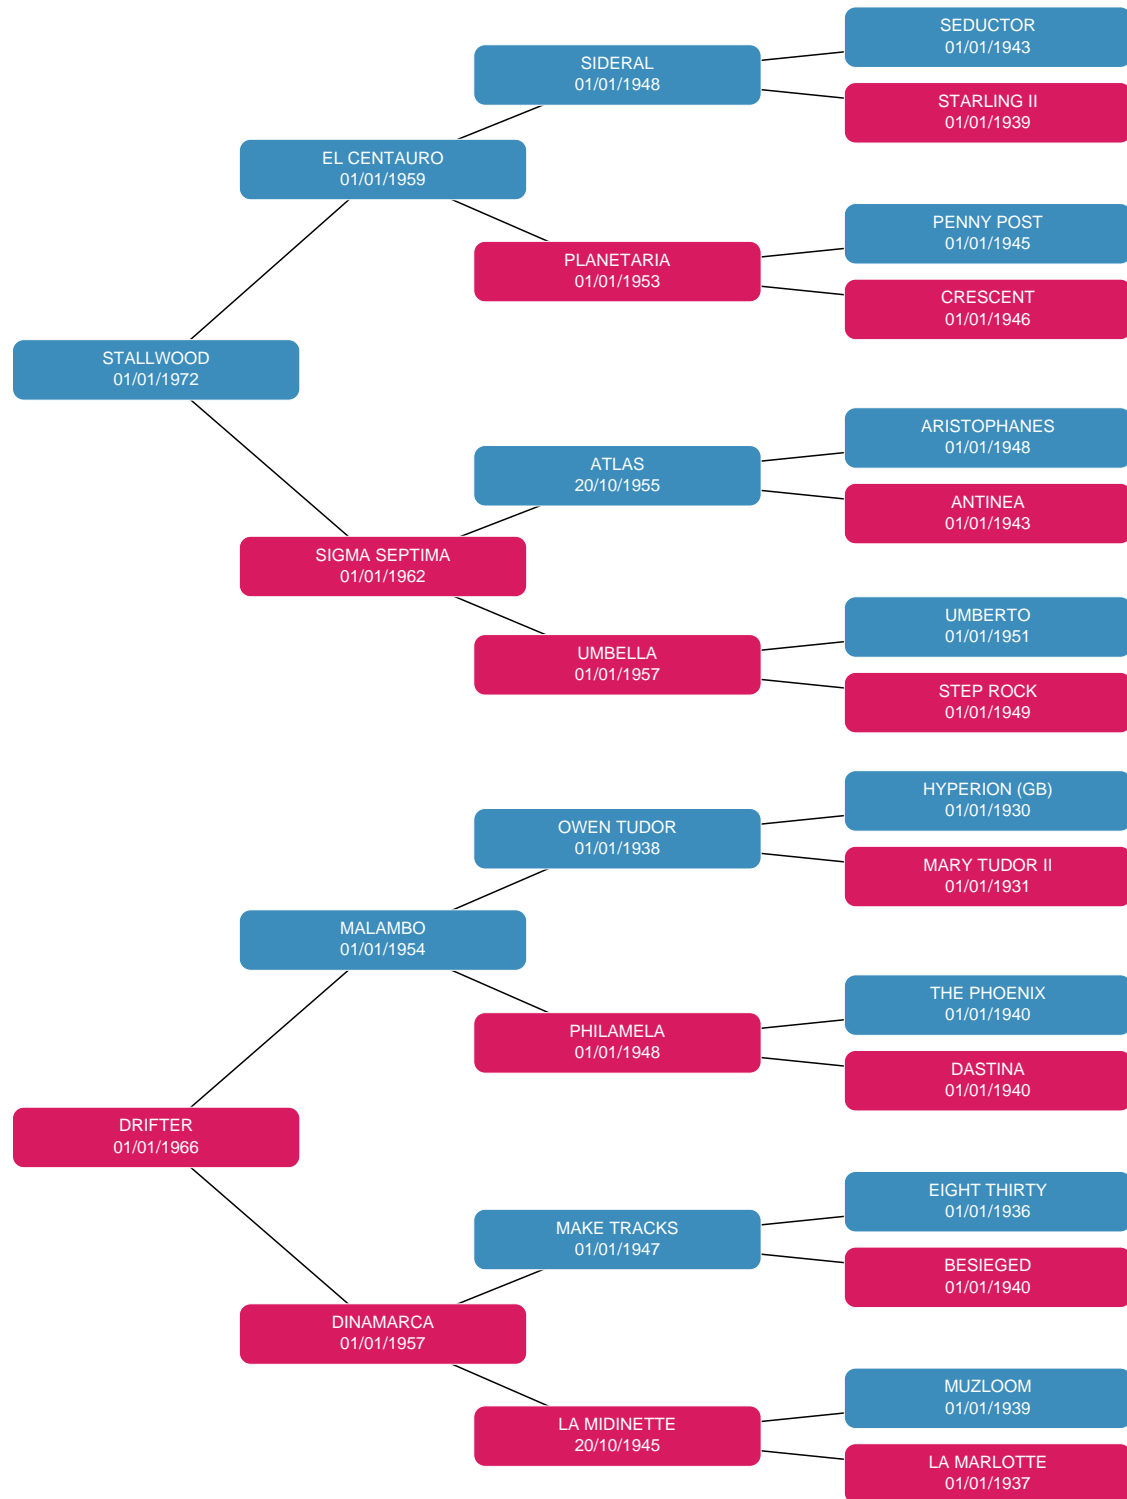 SEDUCTOR
01/01/1943
SIDERAL
01/01/1948
STARLING II
01/01/1939
EL CENTAURO
01/01/1959
PENNY POST
01/01/1945
PLANETARIA
01/01/1953
CRESCENT
01/01/1946
STALLWOOD
01/01/1972
ARISTOPHANES
01/01/1948
ATLAS
20/10/1955
ANTINEA
01/01/1943
SIGMA SEPTIMA
01/01/1962
UMBERTO
01/01/1951
UMBELLA
01/01/1957
STEP ROCK
01/01/1949
HYPERION (GB)
01/01/1930
OWEN TUDOR
01/01/1938
MARY TUDOR II
01/01/1931
MALAMBO
01/01/1954
THE PHOENIX
01/01/1940
PHILAMELA
01/01/1948
DASTINA
01/01/1940
DRIFTER
01/01/1966
EIGHT THIRTY
01/01/1936
MAKE TRACKS
01/01/1947
BESIEGED
01/01/1940
DINAMARCA
01/01/1957
MUZLOOM
01/01/1939
LA MIDINETTE
20/10/1945
LA MARLOTTE
01/01/1937